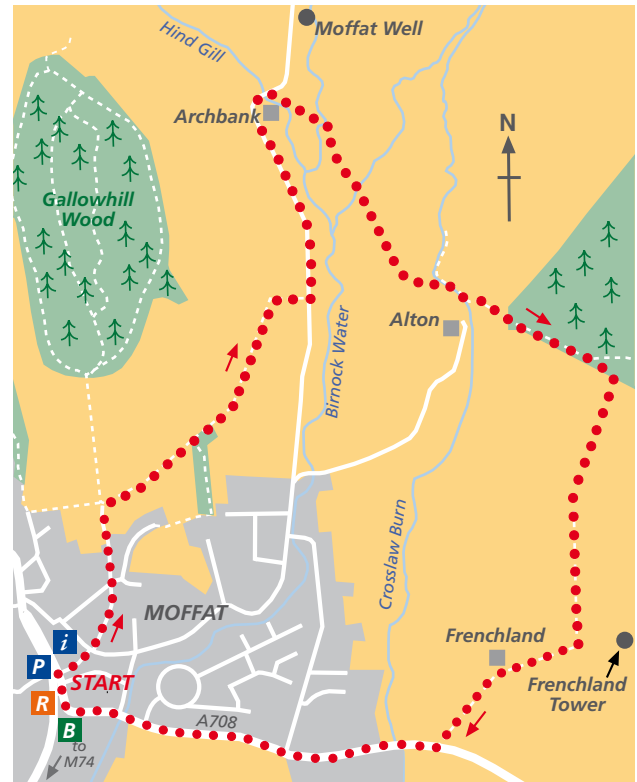 Hind Gill
Moffat Well
Archbank
N
Gallowhill
Wood
Alton
Birnock Water
Crosslaw Burn
MOFFAT
i
P
START
R
B
A708
to
M74
Frenchland
Frenchland
Tower